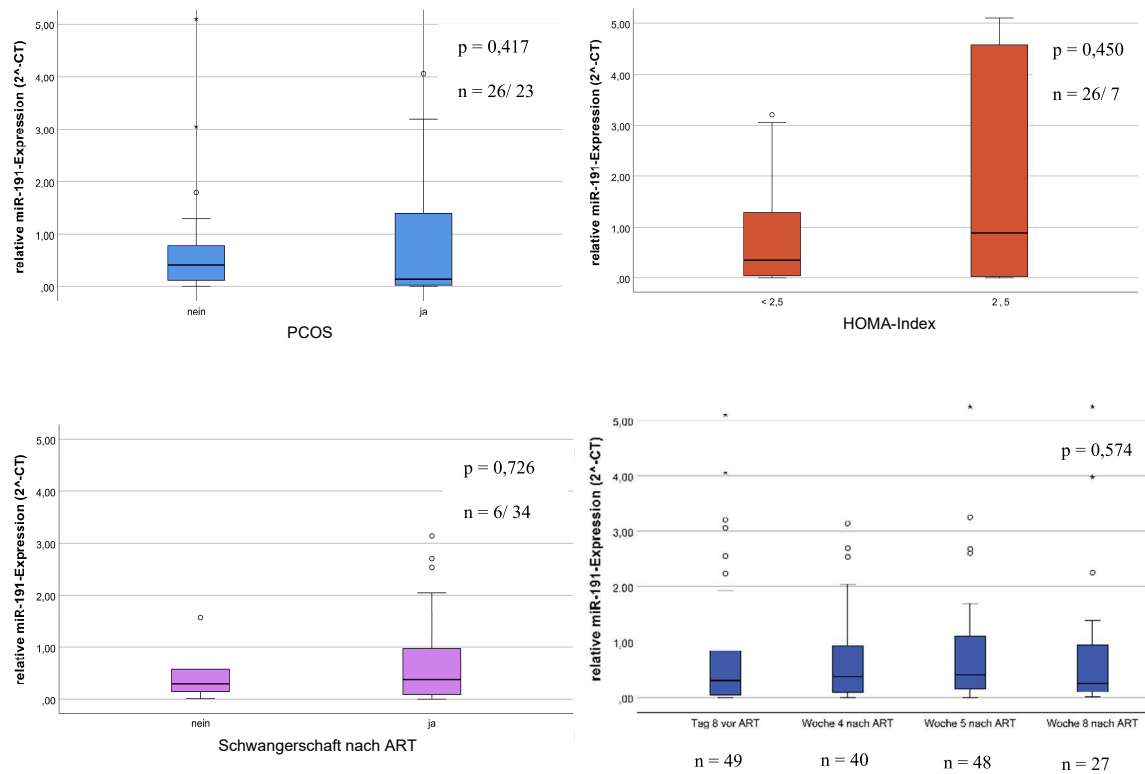 relative miR-191-Expression (2^-CT)
5,00
4,00
3,00
2,00
1,00
,00
p = 0,417
n = 26/ 23
nein
ja
PCOS
relative miR-191-Expression (2^-CT)
5,00
4,00
3,00
2,00
1,00
,00
p = 0,450
n = 26/ 7
< 2,5
2 , 5
HOMA-Index
relative miR-191-Expression (2^-CT)
5,00
4,00
3,00
2,00
1,00
,00
p = 0,726
n = 6/ 34
nein
ja
Schwangerschaft nach ART
relative miR-191-Expression (2^-CT)
5,00
4,00
3,00
2,00
1,00
,00
p = 0,574
Tag 8 vor ART
Woche 4 nach ART
Woche 5 nach ART
Woche 8 nach ART
n = 49
n = 40
n = 48
n = 27